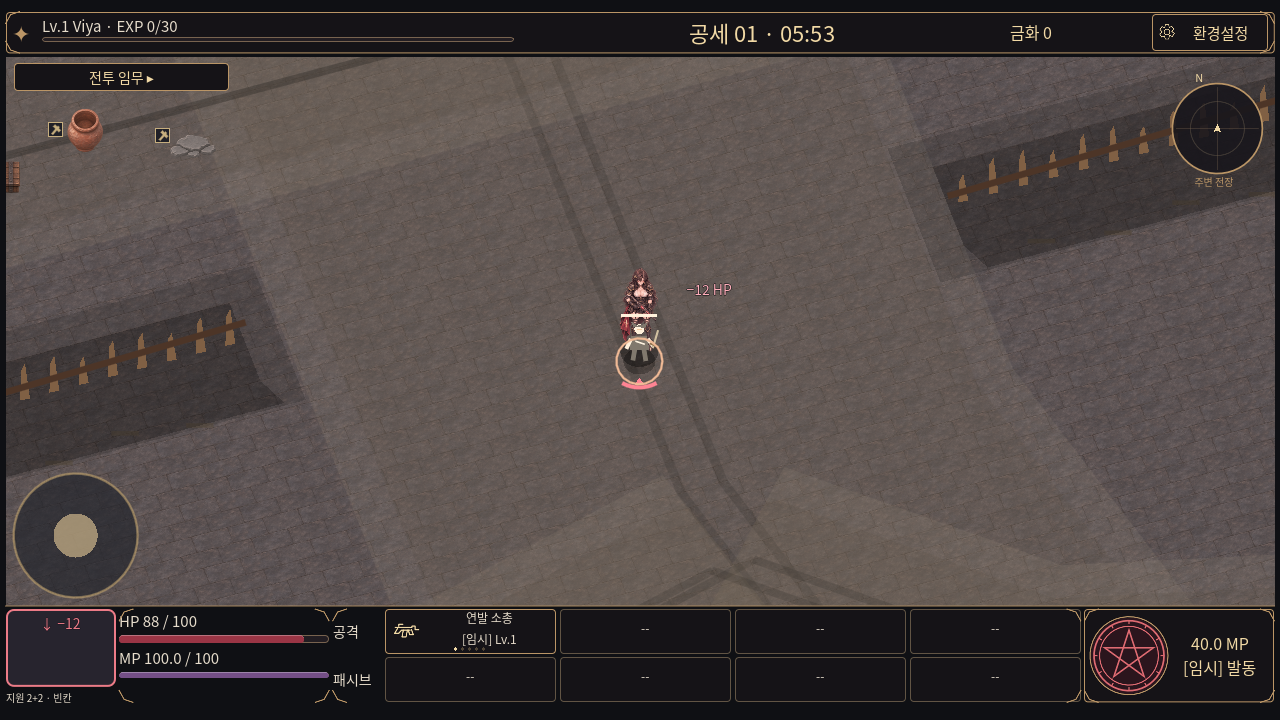 Lv.1 Viya · EXP 0/30
공세 01 · 05:53
금화 0
환경설정
전투 임무 ▸
N
주변 전장
−12 HP
↓ −12
지원 2+2 · 빈칸
HP 88 / 100
MP 100.0 / 100
공격
패시브
연발 소총
[임시] Lv.1
--
--
--
--
--
--
--
40.0 MP
[임시] 발동